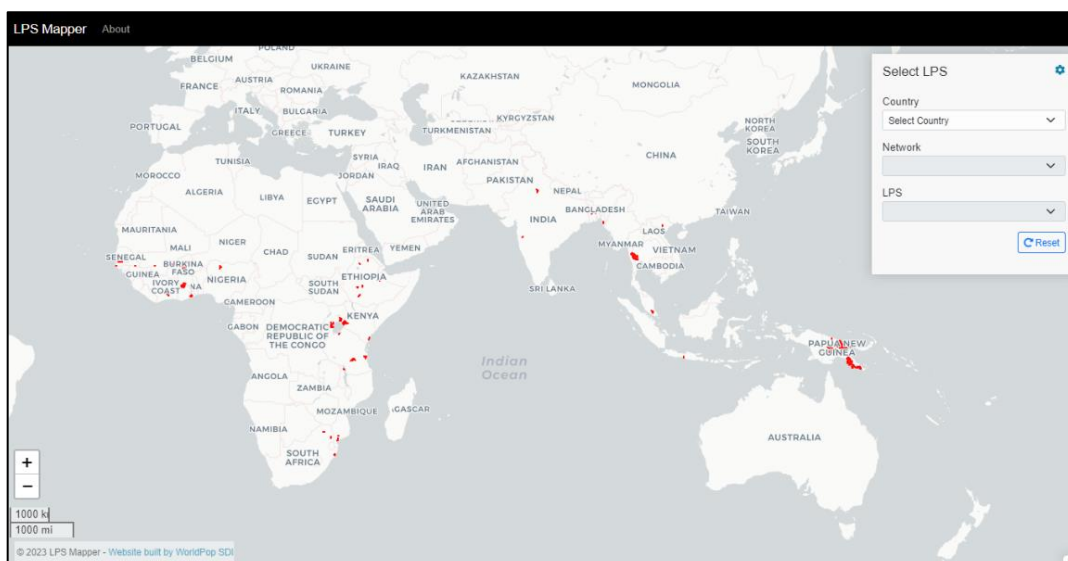 LPS Mapper About
POLAND
BELGIUM
UKRAINE
KAZAKHSTAN
MONGOLIA
FRANCE
AUSTRIA
ROMANIA
ITALY
BULGARIA
KYRGYZSTAN
PORTUGAL
GREECE
TURKEY
TURKMENISTAN
NORTH
KOREA
SOUTH
KOREA
TUNISIA
SYRIA
IRAQ
IRAN
AFGHANISTAN
CHINA
MOROCCO
JORDAN
PAKISTAN
NEPAL
ALGERIA
LIBYA
EGYPT
SAUDI
ARABIA
UNITED
ARAB
EMIRATES
INDIA
BANGLADESH
TAIWAN
MAURITANIA
MALI
NIGER
CHAD
SUDAN
ERITREA
YEMEN
MYANMAR
LAOS
VIETNAM
SENEGAL
BURKINA
FASO
GUINEA
NIGERIA
IVORY
COAST
NA
SOUTH
SUDAN
ETHIOPIA
CAMBODIA
SRI LANKA
CAMEROON
GABON
DEMOCRATIC
REPUBLIC OF
THE CONGO
KENYA
PAPUA NEW
GUINEA
Indian
Ocean
ANGOLA
ZAMBIA
MOZAMBIQUE
GASCAR
NAMIBIA
SOUTH
AFRICA
AUSTRALIA
Select LPS
Country
Select Country
Network
LPS
Reset
+
−
1000 k
1000 mi
© 2023 LPS Mapper - Website built by WorldPop SDI